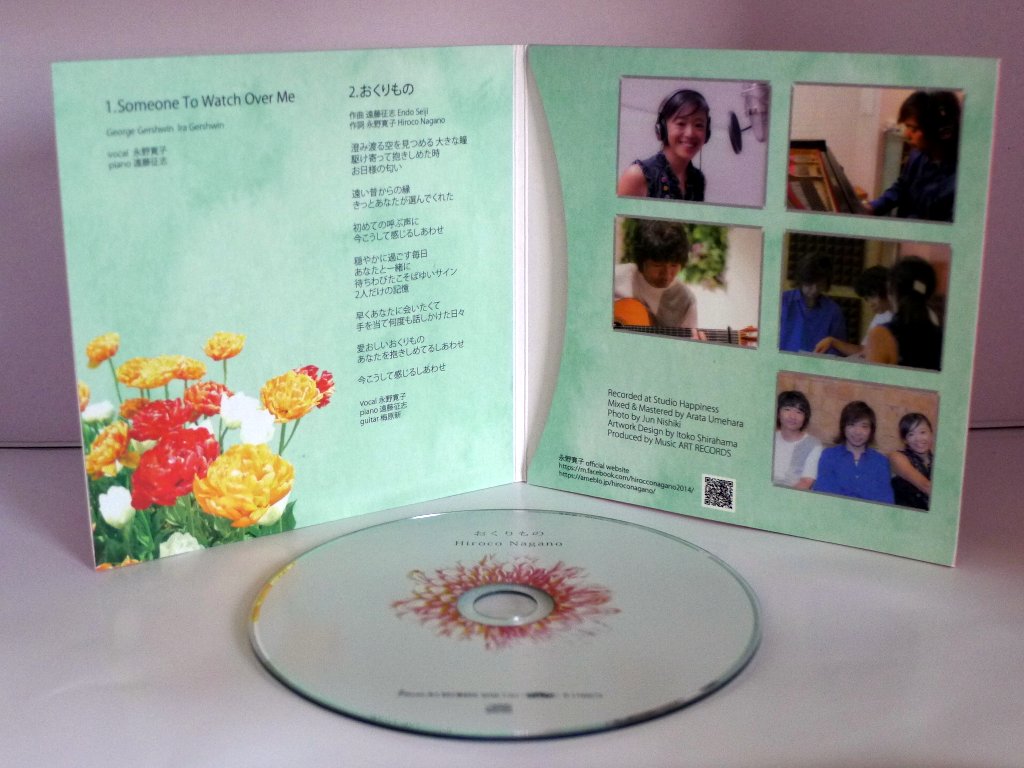 1.Someone To Watch Over Me
George Gershwin Ira Gershwin
vocal 永野寛子
piano 遠藤征志
2.おくりもの
作曲 遠藤征志 Endo Seiji
作詞 永野寛子 Hiroco Nagano
澄み渡る空を見つめる 大きな瞳
駆け寄って抱きしめた時
お日様の匂い
遠い昔からの縁
きっとあなたが選んでくれた
初めての呼ぶ声に
今こうして感じるしあわせ
穏やかに過ごす毎日
あなたと一緒に
待ちわびたこそばゆいサイン
2人だけの記憶
早くあなたに会いたくて
手を当て何度も話しかけた日々
愛おしいおくりもの
あなたを抱きしめてるしあわせ
今こうして感じるしあわせ
vocal 永野寛子
piano 遠藤征志
guitar 梅原新
Recorded at Studio Happiness
Mixed & Mastered by Arata Umehara
Photo by Jun Nishiki
Artwork Design by Itoko Shirahama
Produced by Music ART RECORDS
永野寛子 official website
https://m.facebook.com/hirocconagano2014/
https://ameblo.jp/hiroconagano/
おくりもの
Hiroco Nagano